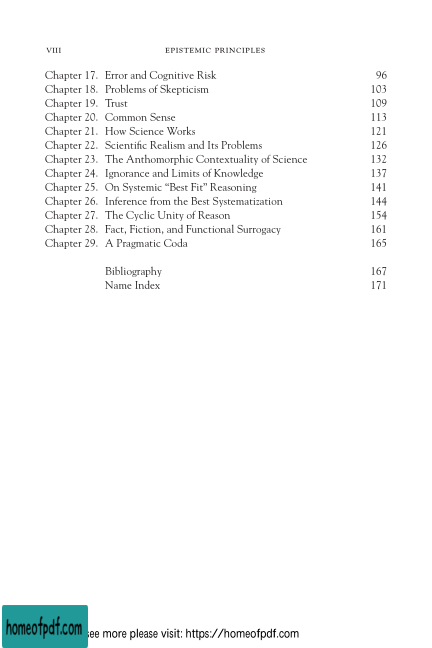 VIII EPISTEMIC PRINCIPLES
Chapter 17. Error and Cognitive Risk 96
Chapter 18. Problems of Skepticism 103
Chapter 19. Trust 109
Chapter 20. Common Sense 113
Chapter 21. How Science Works 121
Chapter 22. Scientific Realism and Its Problems 126
Chapter 23. The Anthomorphic Contextuality of Science 132
Chapter 24. Ignorance and Limits of Knowledge 137
Chapter 25. On Systemic “Best Fit” Reasoning 141
Chapter 26. Inference from the Best Systematization 144
Chapter 27. The Cyclic Unity of Reason 154
Chapter 28. Fact, Fiction, and Functional Surrogacy 161
Chapter 29. A Pragmatic Coda 165
Bibliography 167
Name Index 171
homeofpdf.com
see more please visit: https://homeofpdf.com